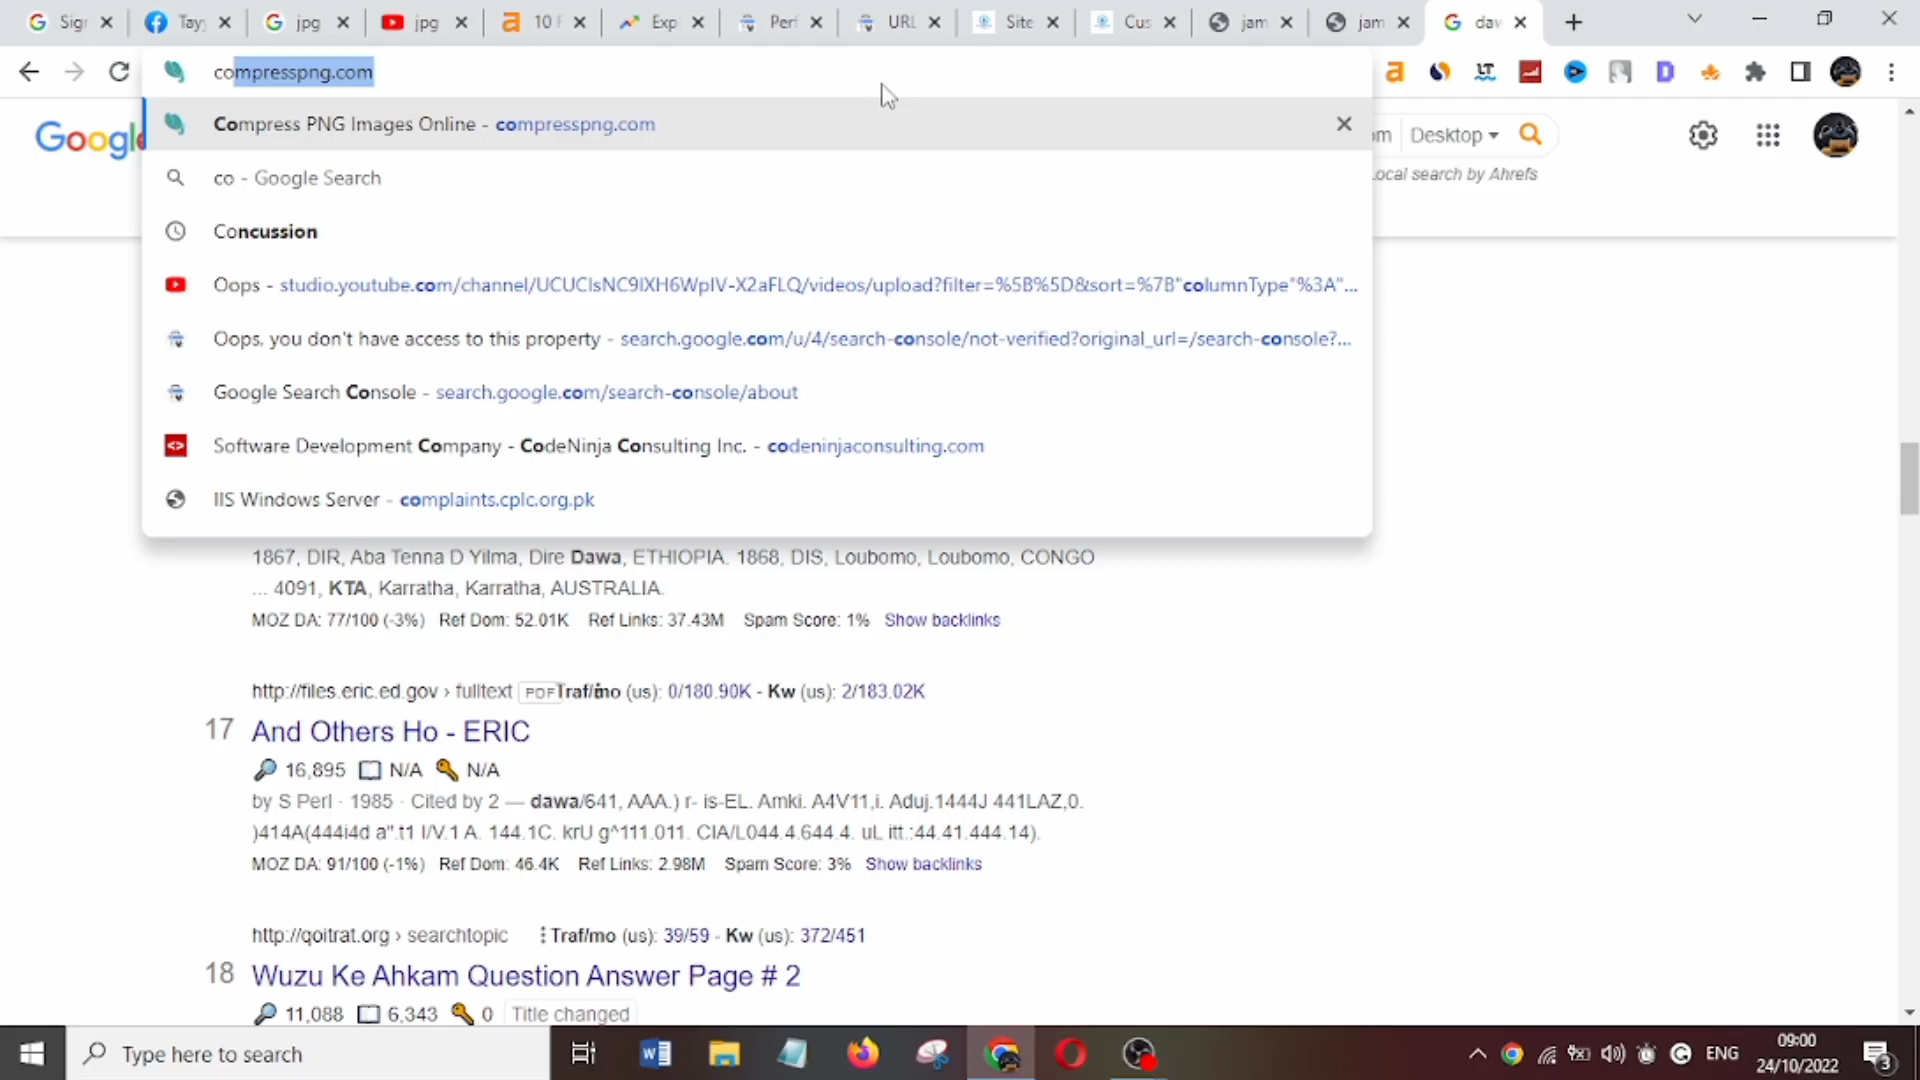 Sigr
Tay
jpg
jpg
10 F
Exp
Perf
URL
Site
Cus
jam
jam
dav
compresspng.com
Compress PNG Images Online - compresspng.com
co - Google Search
Concussion
Oops - studio.youtube.com/channel/UCUClsNC9IXH6WpIV-X2aFLQ/videos/upload?filter=%5B%5D&sort=%7B"columnType"%3A"...
Oops, you don't have access to this property - search.google.com/u/4/search-console/not-verified?original_url=/search-console?...
Google Search Console - search.google.com/search-console/about
Software Development Company - CodeNinja Consulting Inc. - codeninjaconsulting.com
IIS Windows Server - complaints.cplc.org.pk
Google
om Desktop
Local search by Ahrefs
1867, DIR, Aba Tenna D Yilma, Dire Dawa, ETHIOPIA. 1868, DIS, Loubomo, Loubomo, CONGO
... 4091, KTA, Karratha, Karratha, AUSTRALIA.
MOZ DA: 77/100 (-3%) Ref Dom: 52.01K Ref Links: 37.43M Spam Score: 1% Show backlinks
http://files.eric.ed.gov › fulltext PDF Traf/mo (us): 0/180.90K - Kw (us): 2/183.02K
17 And Others Ho - ERIC
16,895 N/A N/A
by S Perl · 1985 · Cited by 2 — dawa/641, AAA.) r- is-EL. Amki. A4V11,i. Aduj.1444J 441LAZ,0.
)414A(444i4d a".t1 I/V.1 A. 144.1C. krU g^111.011. CIA/L044.4.644.4. uL itt.:44.41.444.14).
MOZ DA: 91/100 (-1%) Ref Dom: 46.4K Ref Links: 2.98M Spam Score: 3% Show backlinks
http://qoitrat.org › searchtopic Traf/mo (us): 39/59 - Kw (us): 372/451
18 Wuzu Ke Ahkam Question Answer Page # 2
11,088 6,343 0 Title changed
Type here to search
ENG
09:00
24/10/2022
3